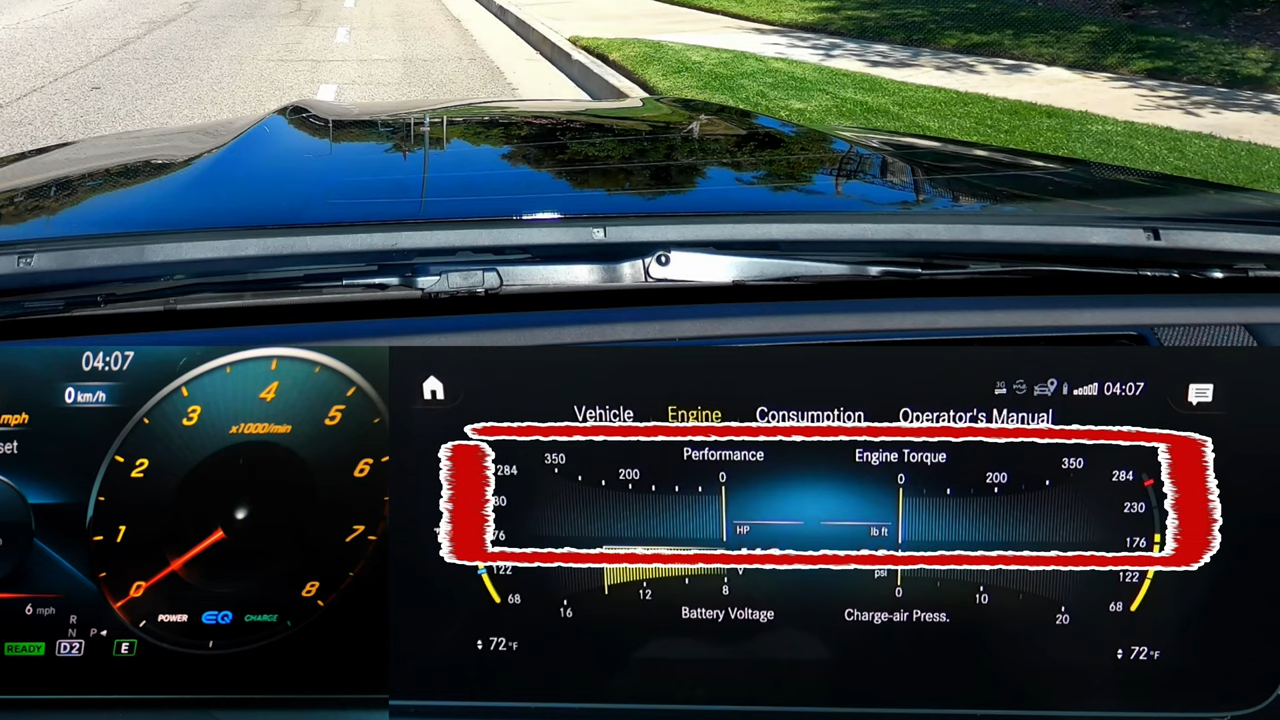 04:07
0 km/h
mph
set
4
3
5
x1000/min
2
6
1
7
0
8
POWER
EQ
CHARGE
6 mph
R
N
P
READY
D2
E
3G
04:07
Vehicle
Engine
Consumption
Operator's Manual
Performance
Engine Torque
284
350
200
0
0
200
350
284
80
230
76
HP
lb ft
176
122
V
psi
122
68
16
12
8
0
10
20
68
Battery Voltage
Charge-air Press.
72°F
72°F